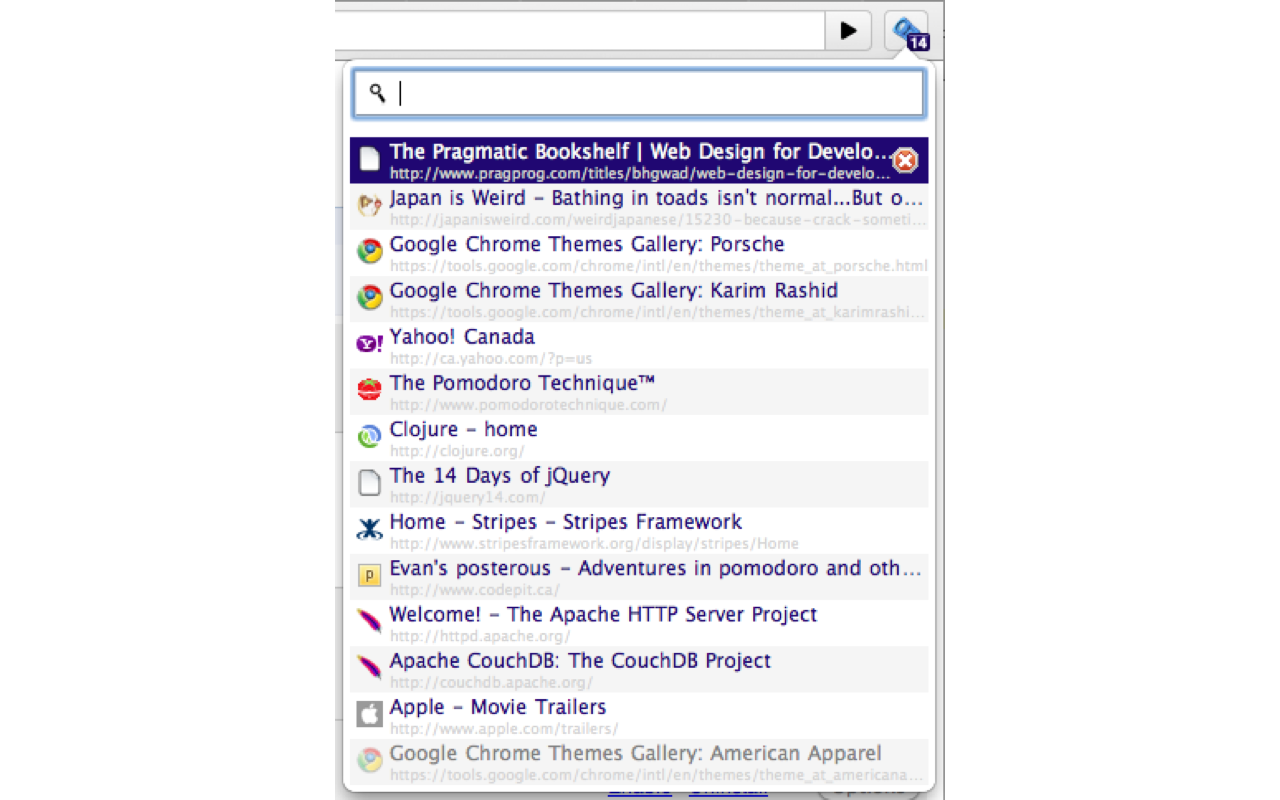 14
The Pragmatic Bookshelf | Web Design for Develo...
http://www.pragprog.com/titles/bhgwad/web-design-for-develo...
Japan is Weird – Bathing in toads isn't normal...But o...
http://japanisweird.com/weirdjapanese/15230-because-crack-someti...
Google Chrome Themes Gallery: Porsche
https://tools.google.com/chrome/intl/en/themes/theme_at_porsche.html
Google Chrome Themes Gallery: Karim Rashid
https://tools.google.com/chrome/intl/en/themes/theme_at_karimrashi...
Yahoo! Canada
http://ca.yahoo.com/?p=us
The Pomodoro Technique™
http://www.pomodorotechnique.com/
Clojure – home
http://clojure.org/
The 14 Days of jQuery
http://jquery14.com/
Home – Stripes – Stripes Framework
http://www.stripesframework.org/display/stripes/Home
Evan's posterous – Adventures in pomodoro and oth...
http://www.codepit.ca/
Welcome! – The Apache HTTP Server Project
http://httpd.apache.org/
Apache CouchDB: The CouchDB Project
http://couchdb.apache.org/
Apple – Movie Trailers
http://www.apple.com/trailers/
Google Chrome Themes Gallery: American Apparel
https://tools.google.com/chrome/intl/en/themes/theme_at_americana...